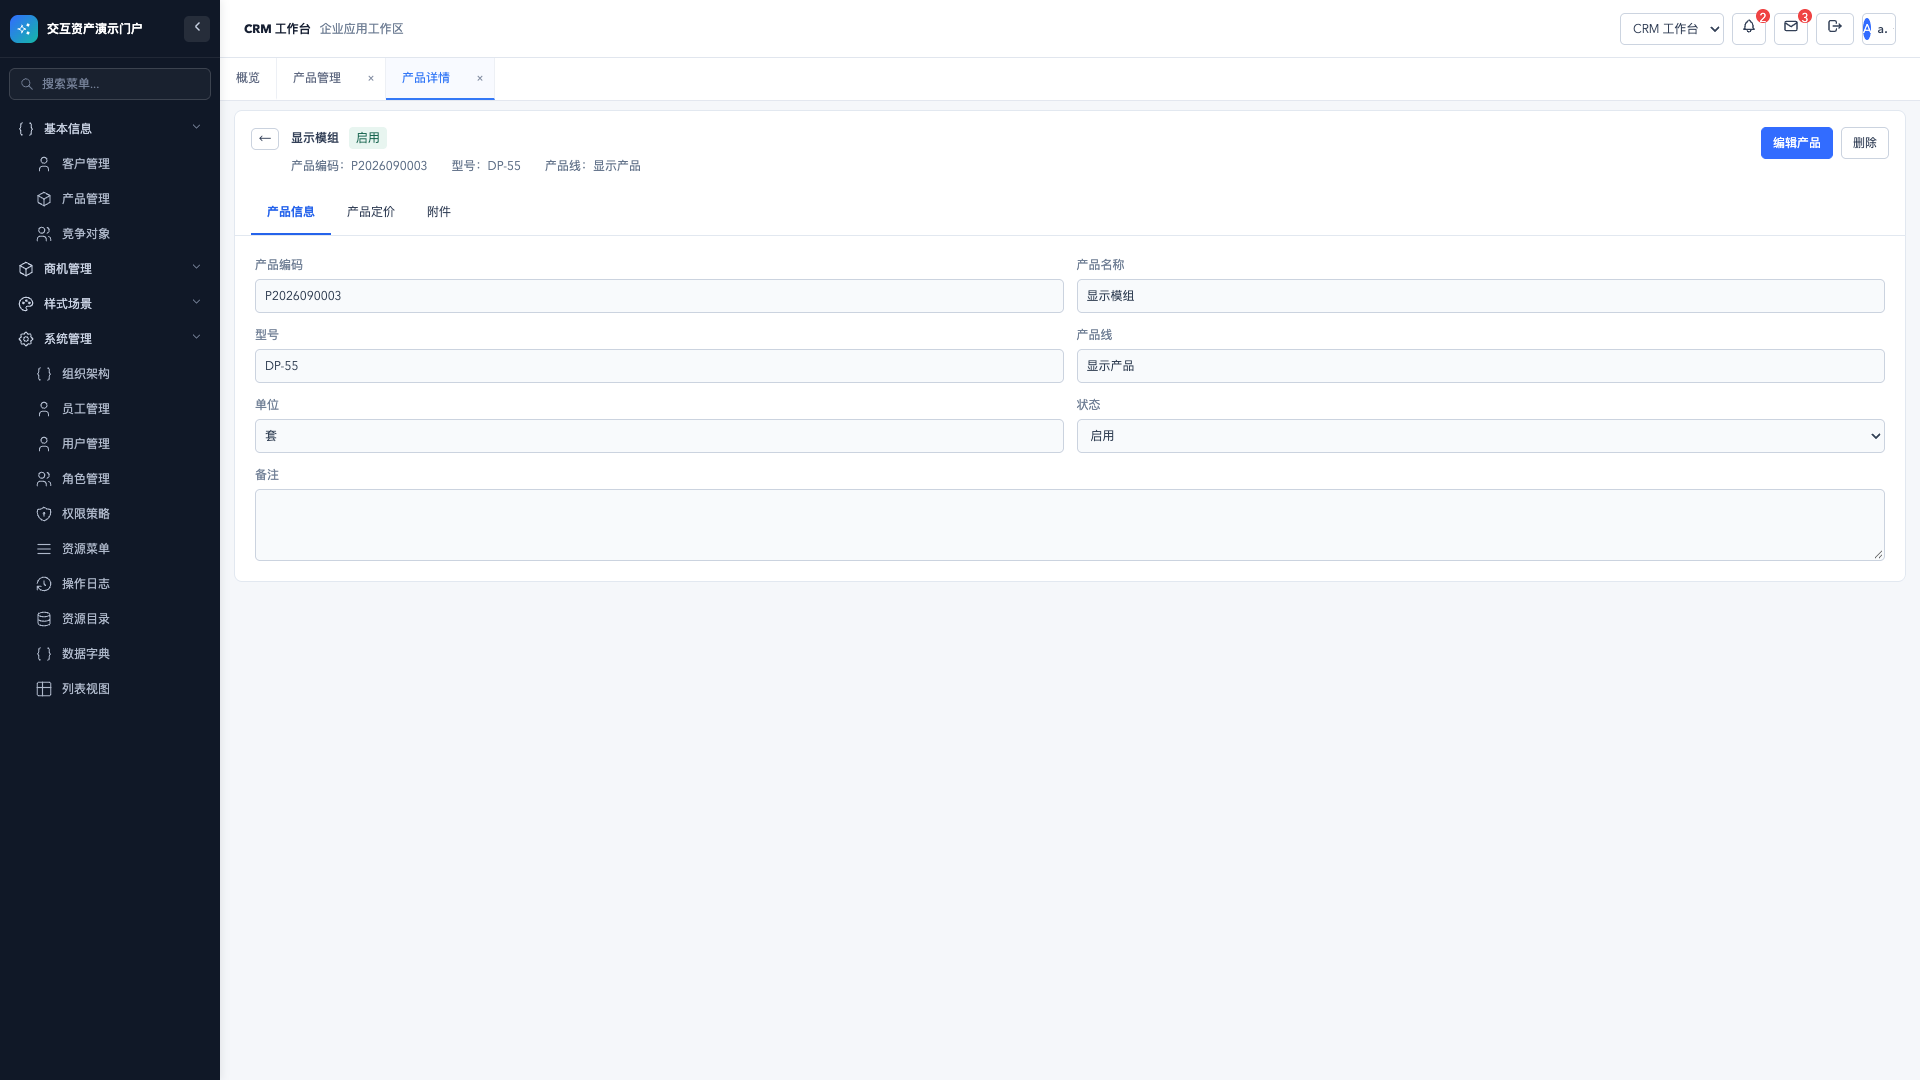 交互资产演示门户
搜索菜单...
基本信息
客户管理
产品管理
竞争对象
商机管理
样式场景
系统管理
组织架构
员工管理
用户管理
角色管理
权限策略
资源菜单
操作日志
资源目录
数据字典
列表视图
CRM 工作台 企业应用工作区
CRM 工作台 2 3 A a.
概览 产品管理 × 产品详情 ×
← 显示模组 启用
产品编码：P2026090003 型号：DP-55 产品线：显示产品
编辑产品 删除
产品信息 产品定价 附件
产品编码 产品名称
P2026090003 显示模组
型号 产品线
DP-55 显示产品
单位 状态
套 启用
备注